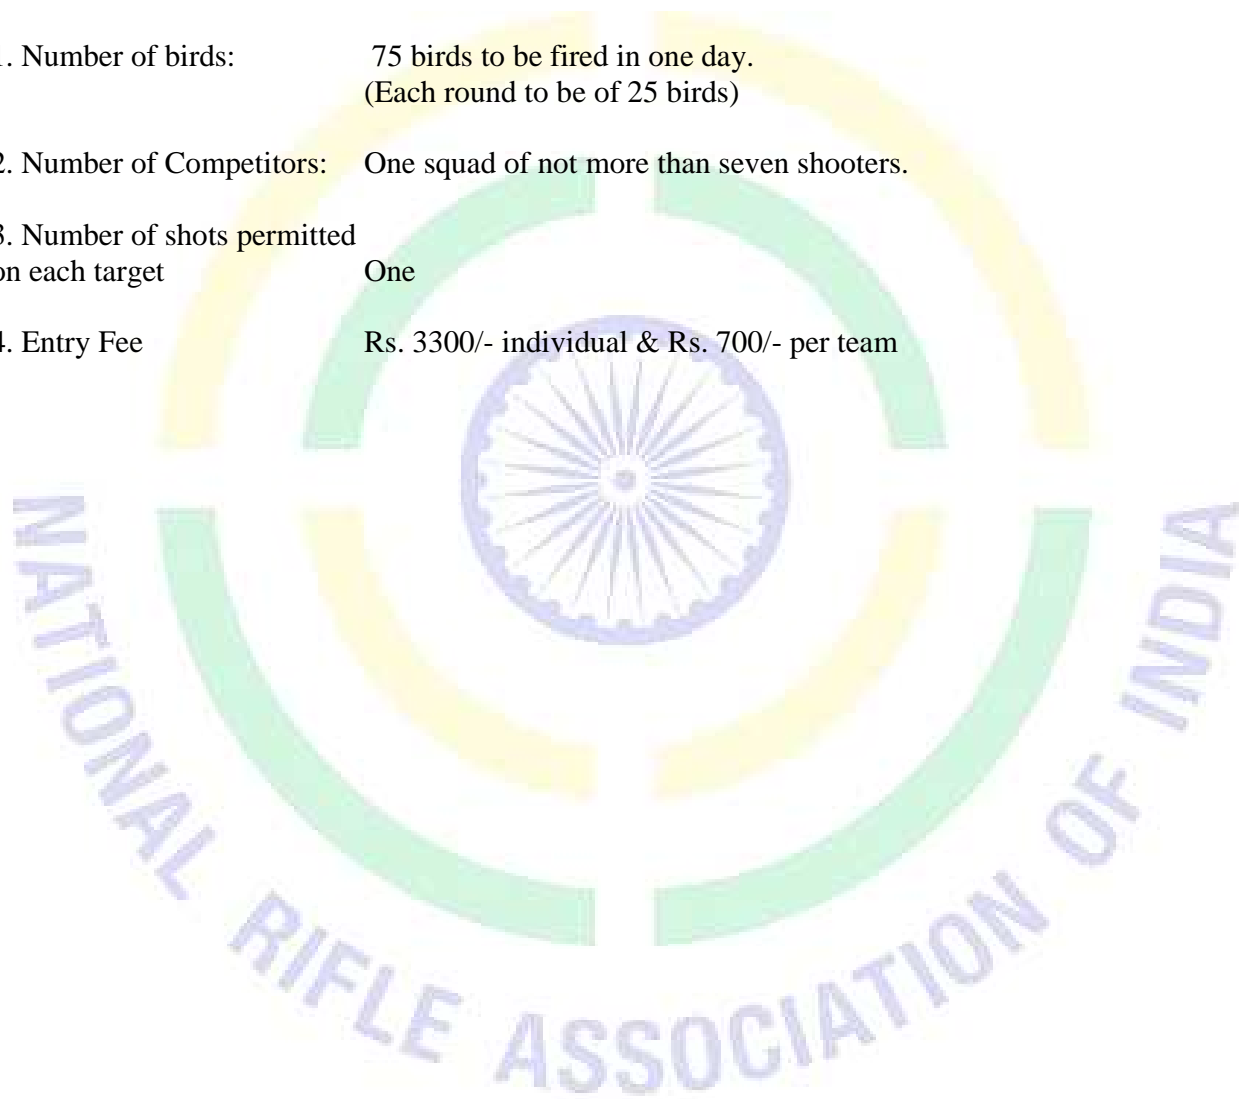 . Number of birds: 75 birds to be fired in one day.
(Each round to be of 25 birds)
2. Number of Competitors: One squad of not more than seven shooters.
3. Number of shots permitted
on each target One
4. Entry Fee Rs. 3300/- individual & Rs. 700/- per team
NATIONAL RIFLE ASSOCIATION OF INDIA